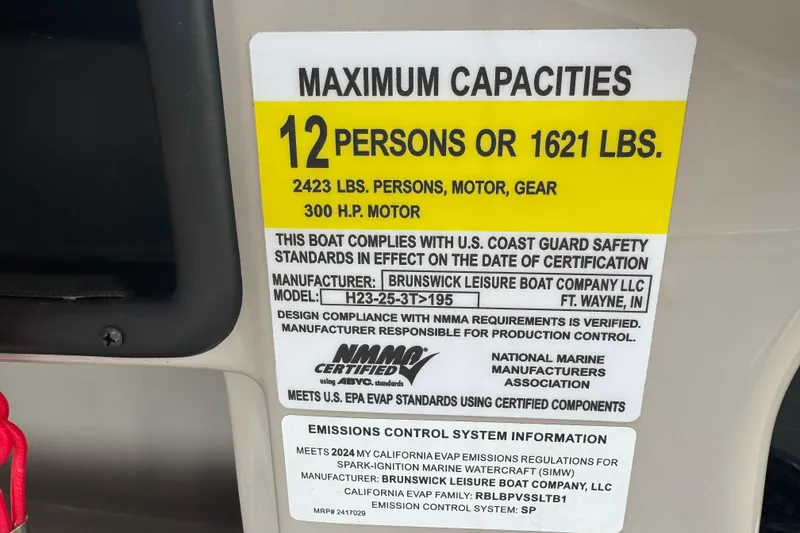 MAXIMUM CAPACITIES
12 PERSONS OR 1621 LBS.
2423 LBS. PERSONS, MOTOR, GEAR
300 H.P. MOTOR
THIS BOAT COMPLIES WITH U.S. COAST GUARD SAFETY
STANDARDS IN EFFECT ON THE DATE OF CERTIFICATION
MANUFACTURER: BRUNSWICK LEISURE BOAT COMPANY LLC
MODEL: H23-25-3T>195 FT. WAYNE, IN
DESIGN COMPLIANCE WITH NMMA REQUIREMENTS IS VERIFIED.
MANUFACTURER RESPONSIBLE FOR PRODUCTION CONTROL.
NMMA
CERTIFIED
using ABYC. standards
NATIONAL MARINE
MANUFACTURERS
ASSOCIATION
MEETS U.S. EPA EVAP STANDARDS USING CERTIFIED COMPONENTS
EMISSIONS CONTROL SYSTEM INFORMATION
MEETS 2024 MY CALIFORNIA EVAP EMISSIONS REGULATIONS FOR
SPARK-IGNITION MARINE WATERCRAFT (SIMW)
MANUFACTURER: BRUNSWICK LEISURE BOAT COMPANY, LLC
CALIFORNIA EVAP FAMILY: RBLBPVSSLTB1
EMISSION CONTROL SYSTEM: SP
MRP# 2417029